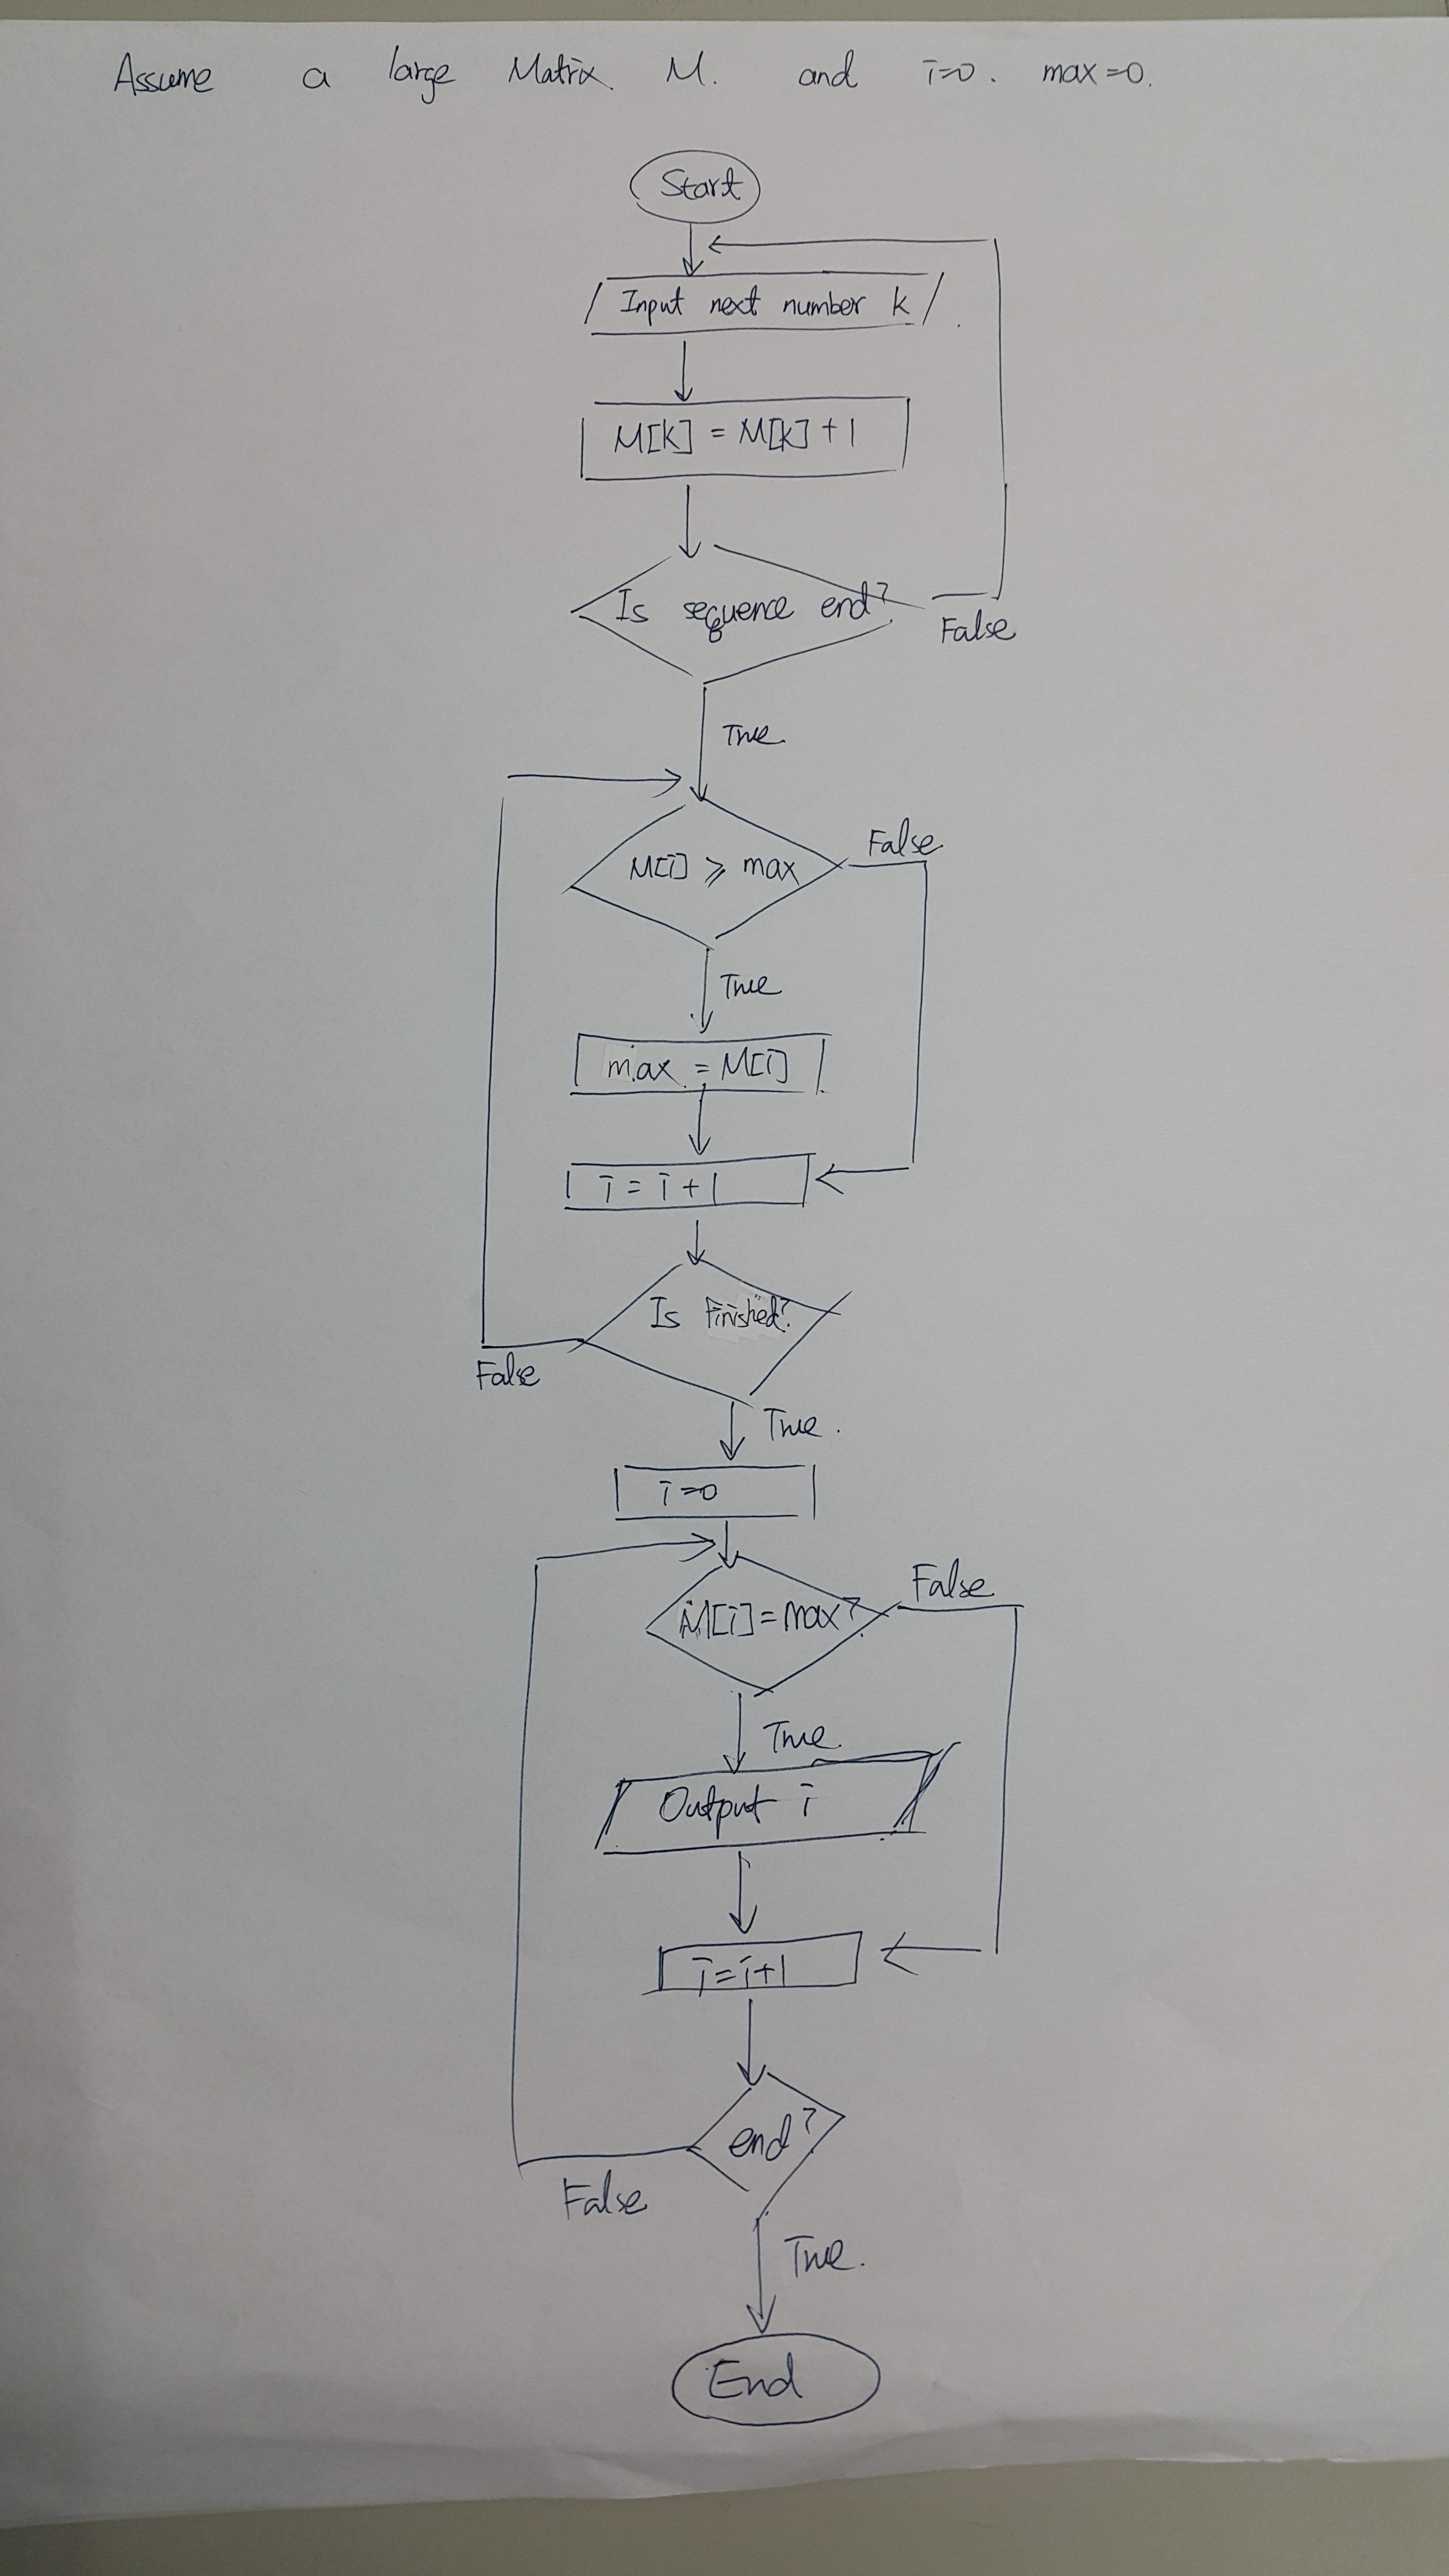 Assume a large Matrix M. and i=0. max=0.
Start
Input next number k
M[k] = M[k] + 1
Is sequence end?
False
True
M[i] ⩾ max
False
True
max = M[i]
i = i + 1
Is Finished?
False
True.
i=0
M[i]=max?
False
True
Output i
i=i+1
end?
False
True.
End